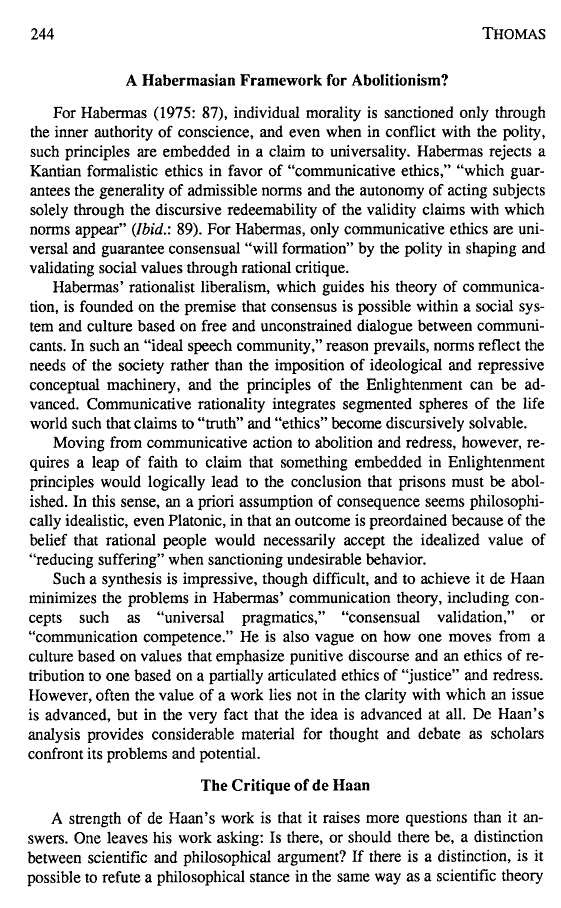 244 THOMAS
A Habermasian Framework for Abolitionism?
For Habermas (1975: 87), individual morality is sanctioned only through
the inner authority of conscience, and even when in conflict with the polity,
such principles are embedded in a claim to universality. Habermas rejects a
Kantian formalistic ethics in favor of “communicative ethics,” “which guar-
antees the generality of admissible norms and the autonomy of acting subjects
solely through the discursive redeemability of the validity claims with which
norms appear” (Ibid.: 89). For Habermas, only communicative ethics are uni-
versal and guarantee consensual “will formation” by the polity in shaping and
validating social values through rational critique.
Habermas’ rationalist liberalism, which guides his theory of communica-
tion, is founded on the premise that consensus is possible within a social sys-
tem and culture based on free and unconstrained dialogue between communi-
cants. In such an “ideal speech community,” reason prevails, norms reflect the
needs of the society rather than the imposition of ideological and repressive
conceptual machinery, and the principles of the Enlightenment can be ad-
vanced. Communicative rationality integrates segmented spheres of the life
world such that claims to “truth” and “ethics” become discursively solvable.
Moving from communicative action to abolition and redress, however, re-
quires a leap of faith to claim that something embedded in Enlightenment
principles would logically lead to the conclusion that prisons must be abol-
ished. In this sense, an a priori assumption of consequence seems philosophi-
cally idealistic, even Platonic, in that an outcome is preordained because of the
belief that rational people would necessarily accept the idealized value of
“reducing suffering” when sanctioning undesirable behavior.
Such a synthesis is impressive, though difficult, and to achieve it de Haan
minimizes the problems in Habermas’ communication theory, including con-
cepts such as “universal pragmatics,” “consensual validation,” or
“communication competence.” He is also vague on how one moves from a
culture based on values that emphasize punitive discourse and an ethics of re-
tribution to one based on a partially articulated ethics of “justice” and redress.
However, often the value of a work lies not in the clarity with which an issue
is advanced, but in the very fact that the idea is advanced at all. De Haan’s
analysis provides considerable material for thought and debate as scholars
confront its problems and potential.
The Critique of de Haan
A strength of de Haan’s work is that it raises more questions than it an-
swers. One leaves his work asking: Is there, or should there be, a distinction
between scientific and philosophical argument? If there is a distinction, is it
possible to refute a philosophical stance in the same way as a scientific theory